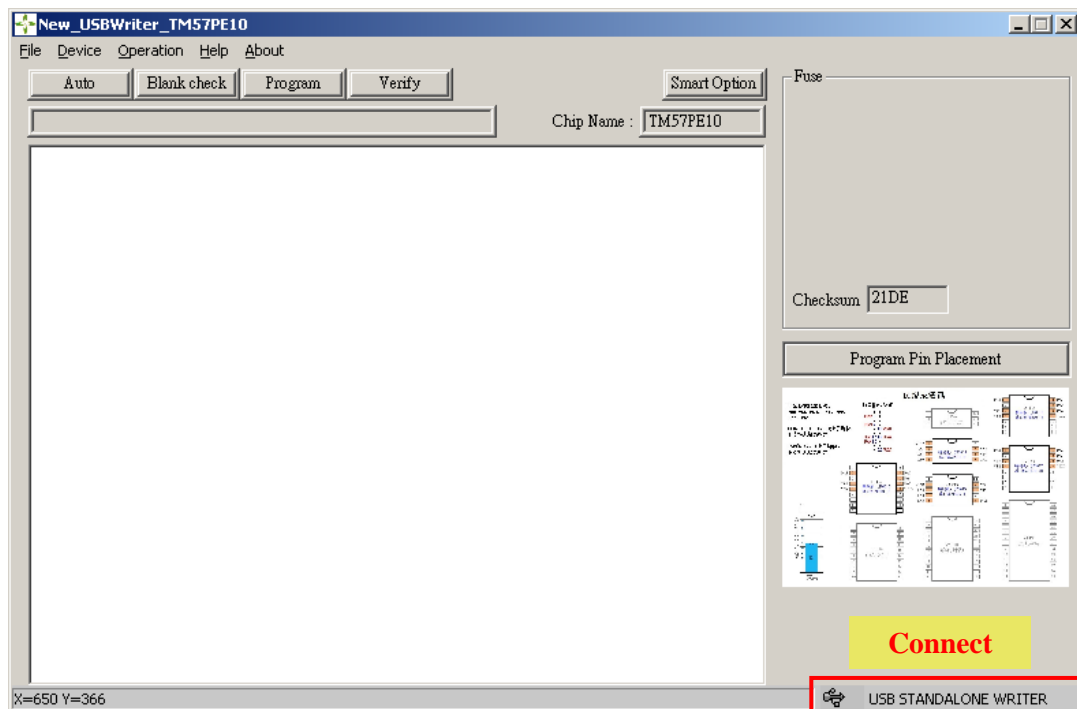 New_USBWriter_TM57PE10
File Device Operation Help About
Auto Blank check Program Verify Smart Option
Chip Name : TM57PE10
Fuse
Checksum 21DE
Program Pin Placement
Connect
X=650 Y=366
USB STANDALONE WRITER